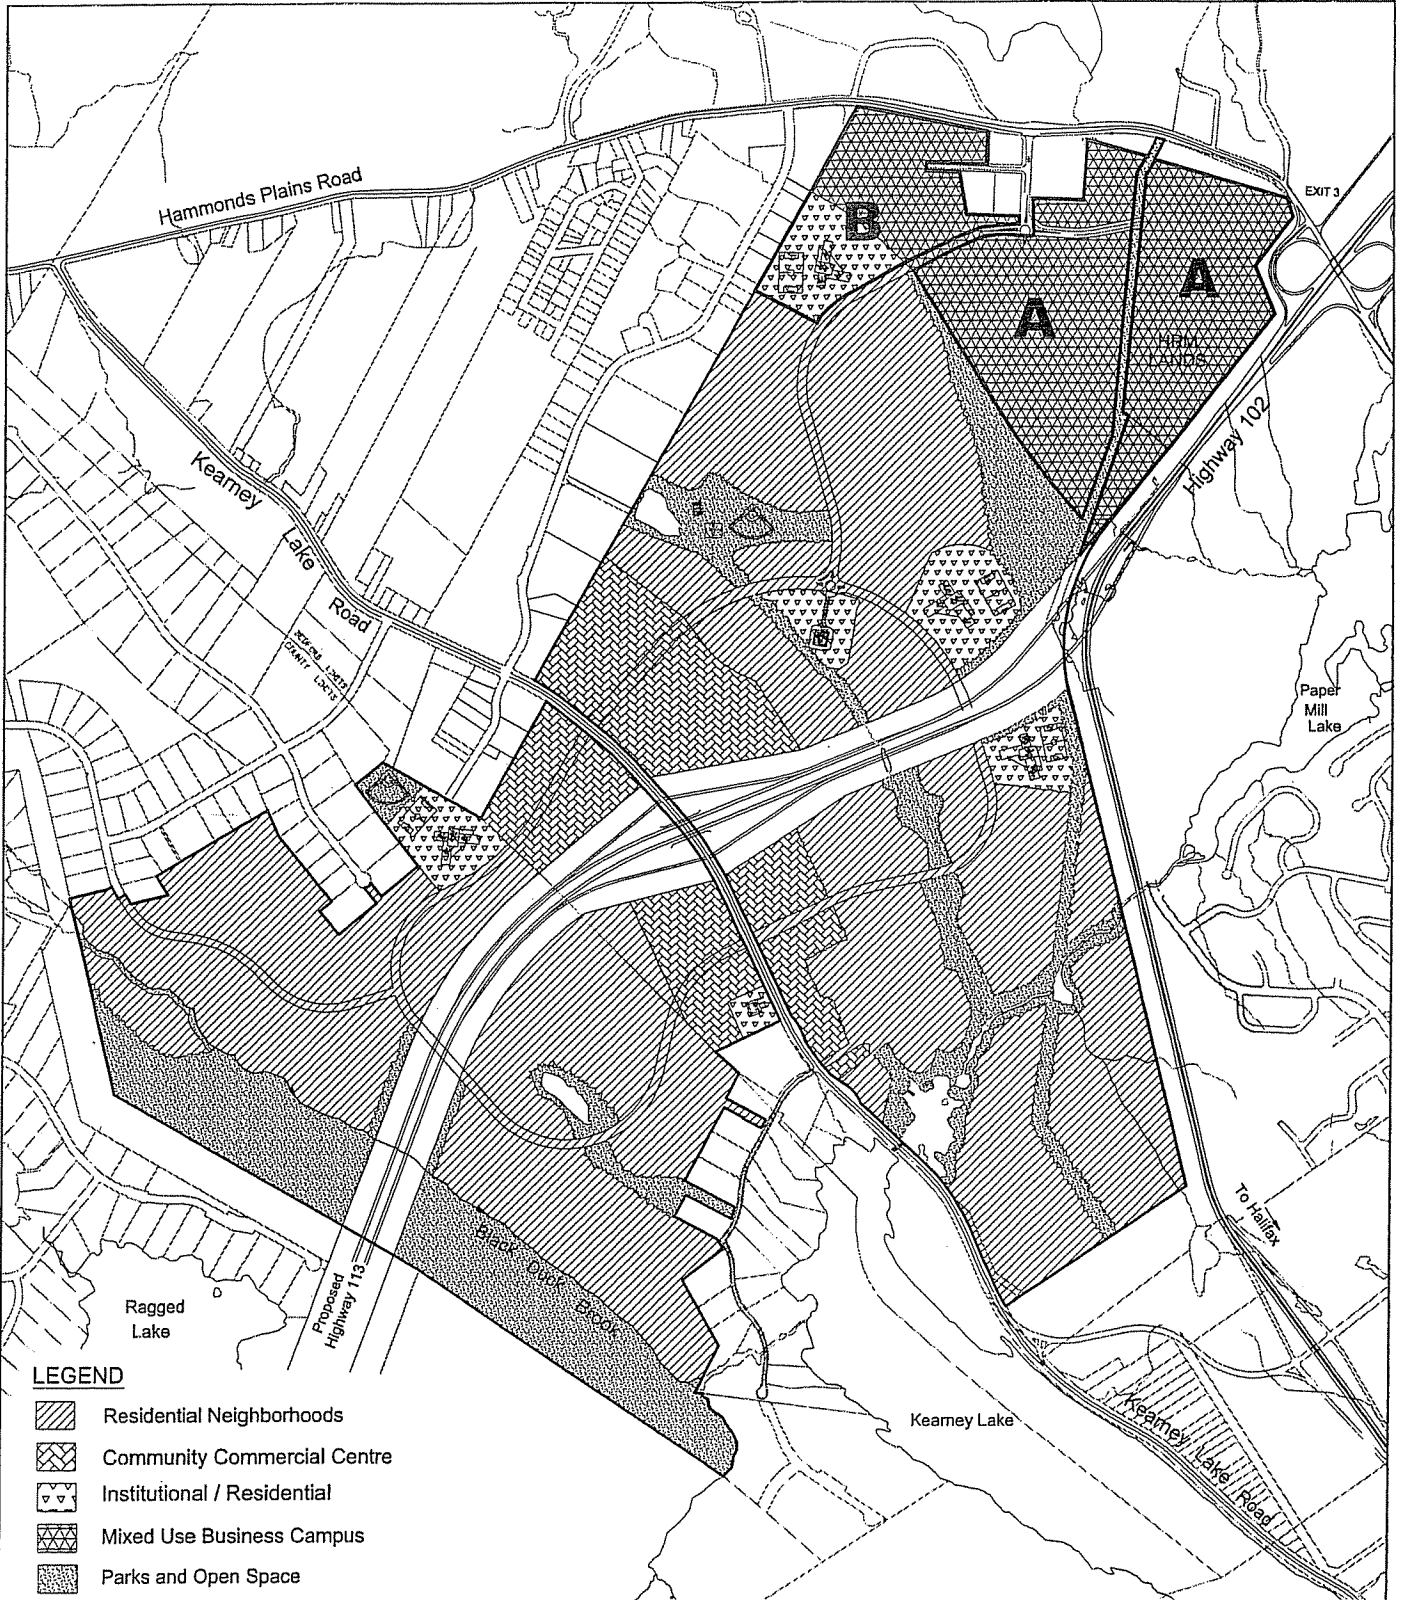 Hammonds Plains Road
EXIT 3
B
A
A
HRM
LANDS
Highway 102
Kearney
Lake
Road
Paper
Mill
Lake
To Halifax
Black Duck Brook
Proposed
Highway 113
Ragged
Lake
Kearney Lake
Kearney Lake Road
LEGEND
Residential Neighborhoods
Community Commercial Centre
Institutional / Residential
Mixed Use Business Campus
Parks and Open Space